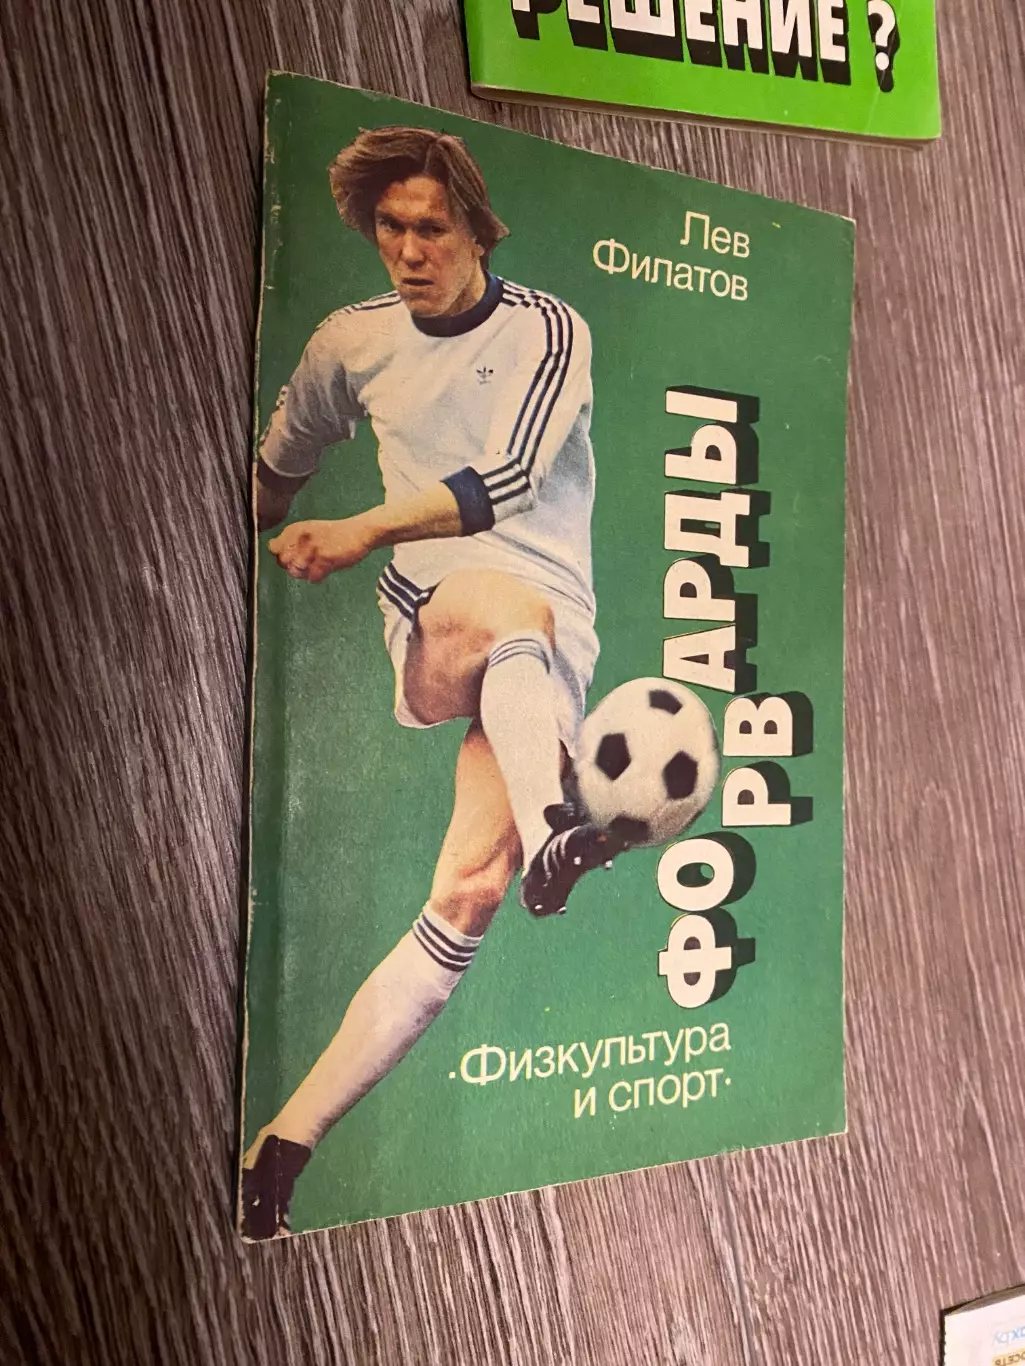 РЕШЕНИЕ?
Лев
Филатов
ФОРВАРДЫ
·Физкультура
и спорт·